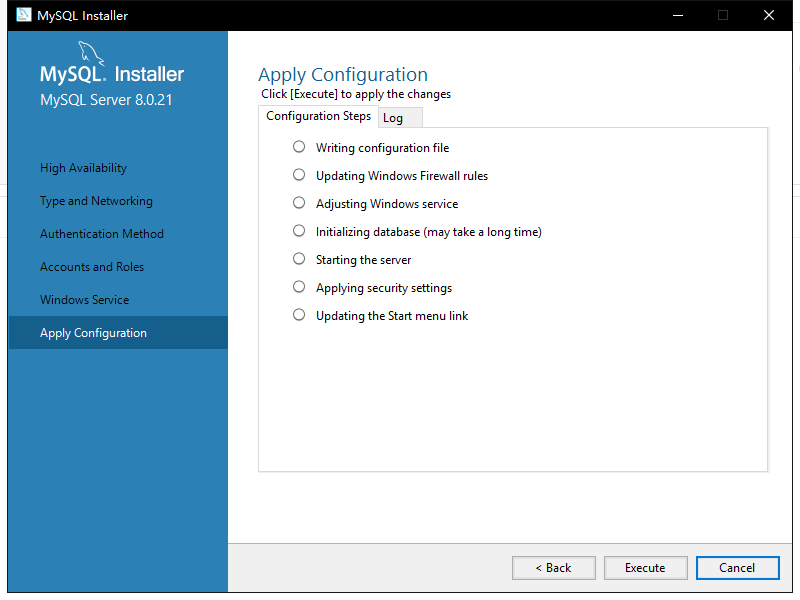 MySQL Installer
MySQL. Installer
MySQL Server 8.0.21
High Availability
Type and Networking
Authentication Method
Accounts and Roles
Windows Service
Apply Configuration
Apply Configuration
Click [Execute] to apply the changes
Configuration Steps
Log
Writing configuration file
Updating Windows Firewall rules
Adjusting Windows service
Initializing database (may take a long time)
Starting the server
Applying security settings
Updating the Start menu link
< Back
Execute
Cancel